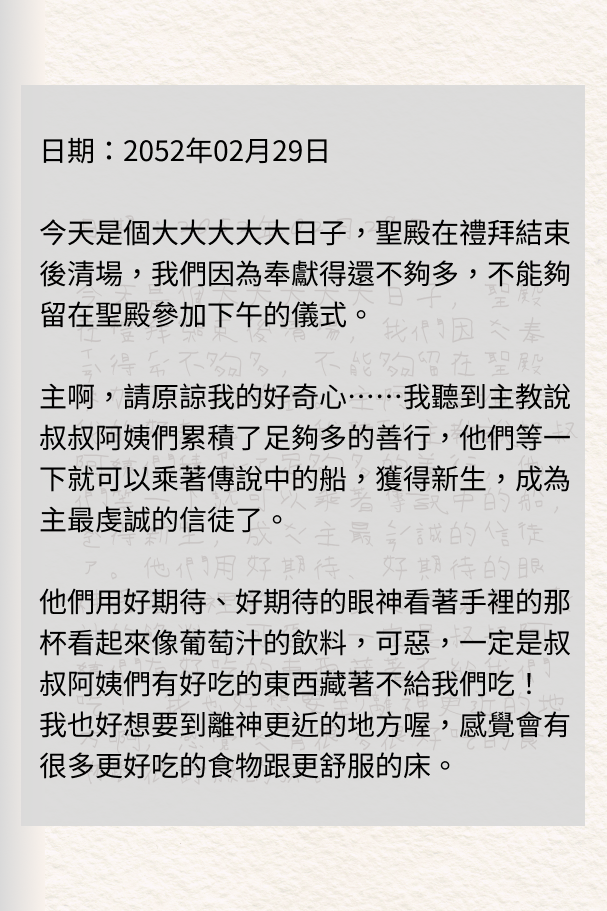 日期：2052年02月29日
今天是個大大大大大日子，聖殿在禮拜結束
後清場，我們因為奉獻得還不夠多，不能夠
留在聖殿參加下午的儀式。
主啊，請原諒我的好奇心⋯⋯我聽到主教說
叔叔阿姨們累積了足夠多的善行，他們等一
下就可以乘著傳說中的船，獲得新生，成為
主最虔誠的信徒了。
他們用好期待、好期待的眼神看著手裡的那
杯看起來像葡萄汁的飲料，可惡，一定是叔
叔阿姨們有好吃的東西藏著不給我們吃！
我也好想要到離神更近的地方喔，感覺會有
很多更好吃的食物跟更舒服的床。